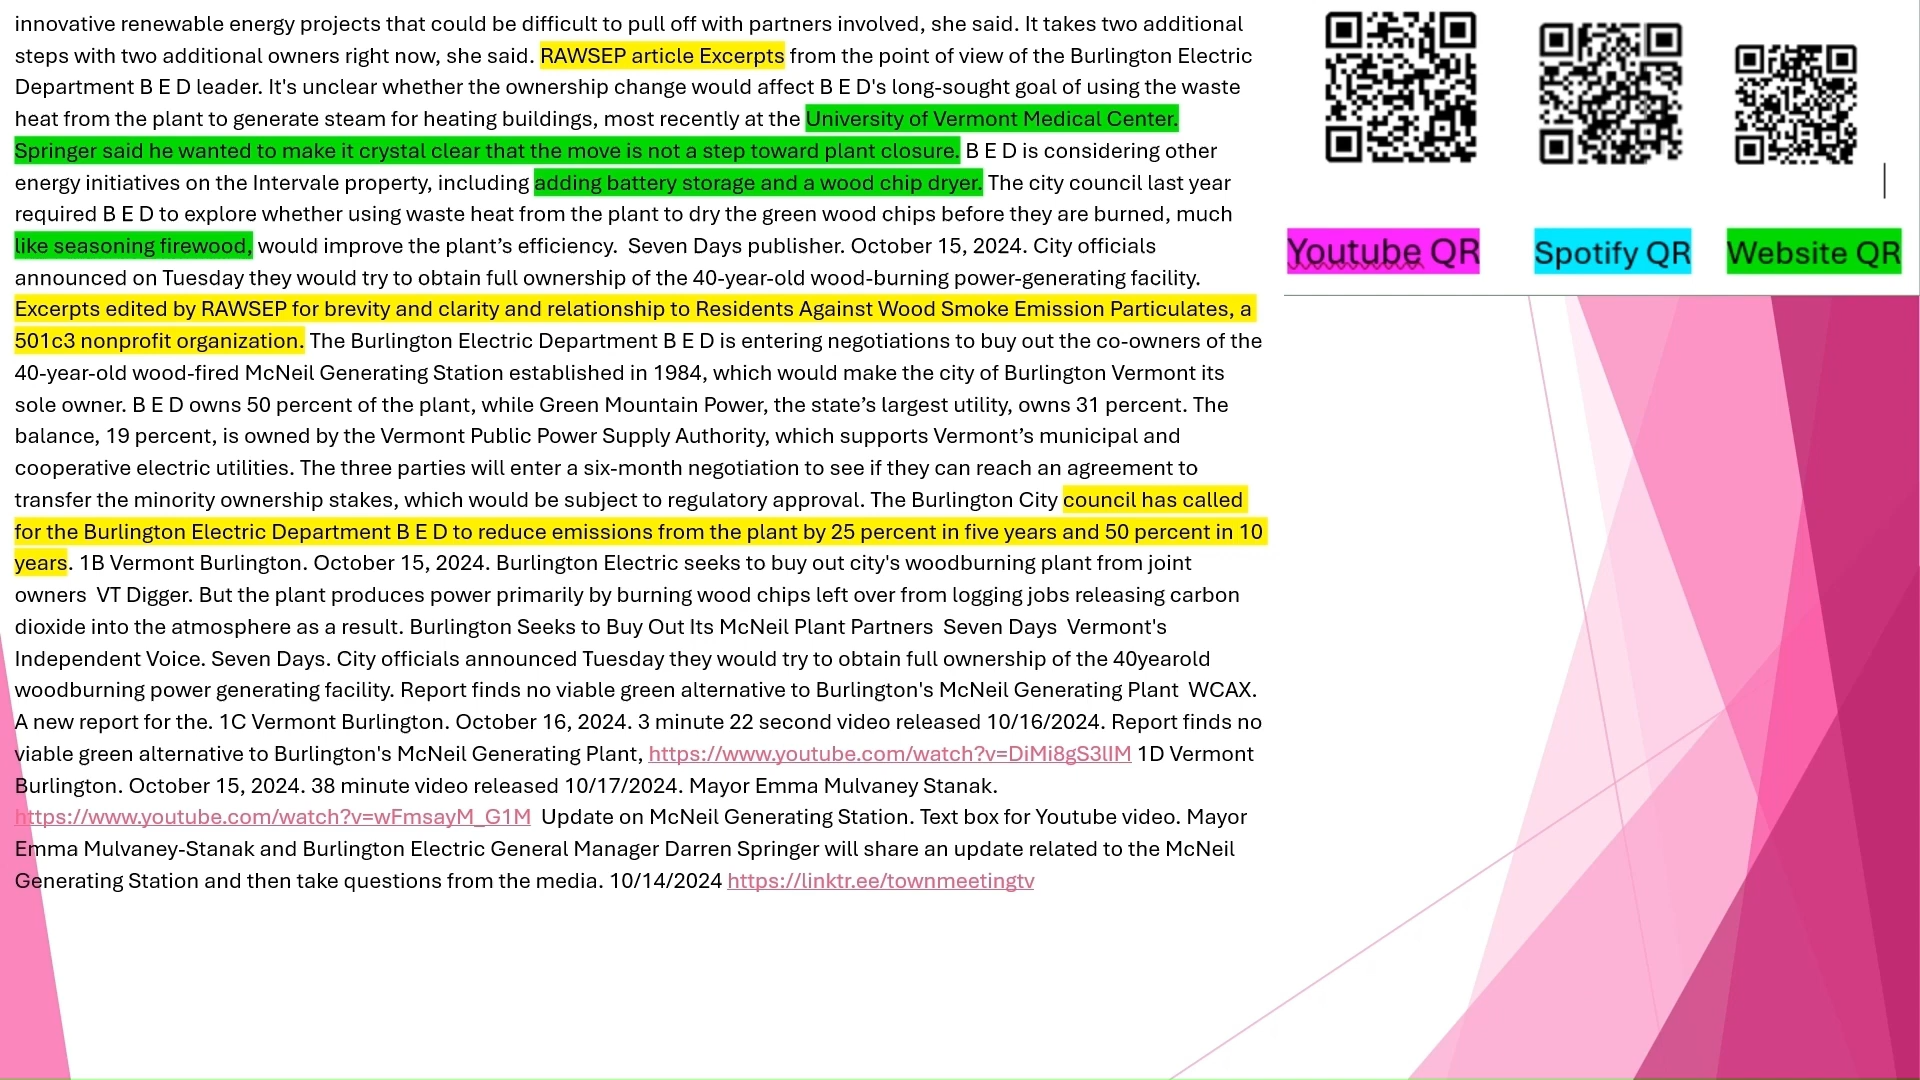 innovative renewable energy projects that could be difficult to pull off with partners involved, she said. It takes two additional
steps with two additional owners right now, she said. RAWSEP article Excerpts from the point of view of the Burlington Electric
Department B E D leader. It's unclear whether the ownership change would affect B E D's long-sought goal of using the waste
heat from the plant to generate steam for heating buildings, most recently at the University of Vermont Medical Center.
Springer said he wanted to make it crystal clear that the move is not a step toward plant closure. B E D is considering other
energy initiatives on the Intervale property, including adding battery storage and a wood chip dryer. The city council last year
required B E D to explore whether using waste heat from the plant to dry the green wood chips before they are burned, much
like seasoning firewood, would improve the plant’s efficiency.  Seven Days publisher. October 15, 2024. City officials
announced on Tuesday they would try to obtain full ownership of the 40-year-old wood-burning power-generating facility.
Excerpts edited by RAWSEP for brevity and clarity and relationship to Residents Against Wood Smoke Emission Particulates, a
501c3 nonprofit organization. The Burlington Electric Department B E D is entering negotiations to buy out the co-owners of the
40-year-old wood-fired McNeil Generating Station established in 1984, which would make the city of Burlington Vermont its
sole owner. B E D owns 50 percent of the plant, while Green Mountain Power, the state’s largest utility, owns 31 percent. The
balance, 19 percent, is owned by the Vermont Public Power Supply Authority, which supports Vermont’s municipal and
cooperative electric utilities. The three parties will enter a six-month negotiation to see if they can reach an agreement to
transfer the minority ownership stakes, which would be subject to regulatory approval. The Burlington City council has called
for the Burlington Electric Department B E D to reduce emissions from the plant by 25 percent in five years and 50 percent in 10
years. 1B Vermont Burlington. October 15, 2024. Burlington Electric seeks to buy out city's woodburning plant from joint
owners  VT Digger. But the plant produces power primarily by burning wood chips left over from logging jobs releasing carbon
dioxide into the atmosphere as a result. Burlington Seeks to Buy Out Its McNeil Plant Partners  Seven Days  Vermont's
Independent Voice. Seven Days. City officials announced Tuesday they would try to obtain full ownership of the 40yearold
woodburning power generating facility. Report finds no viable green alternative to Burlington's McNeil Generating Plant  WCAX.
A new report for the. 1C Vermont Burlington. October 16, 2024. 3 minute 22 second video released 10/16/2024. Report finds no
viable green alternative to Burlington's McNeil Generating Plant, https://www.youtube.com/watch?v=DiMi8gS3lIM 1D Vermont
Burlington. October 15, 2024. 38 minute video released 10/17/2024. Mayor Emma Mulvaney Stanak.
https://www.youtube.com/watch?v=wFmsayM_G1M  Update on McNeil Generating Station. Text box for Youtube video. Mayor
Emma Mulvaney-Stanak and Burlington Electric General Manager Darren Springer will share an update related to the McNeil
Generating Station and then take questions from the media. 10/14/2024 https://linktr.ee/townmeetingtv
Youtube QR
Spotify QR
Website QR